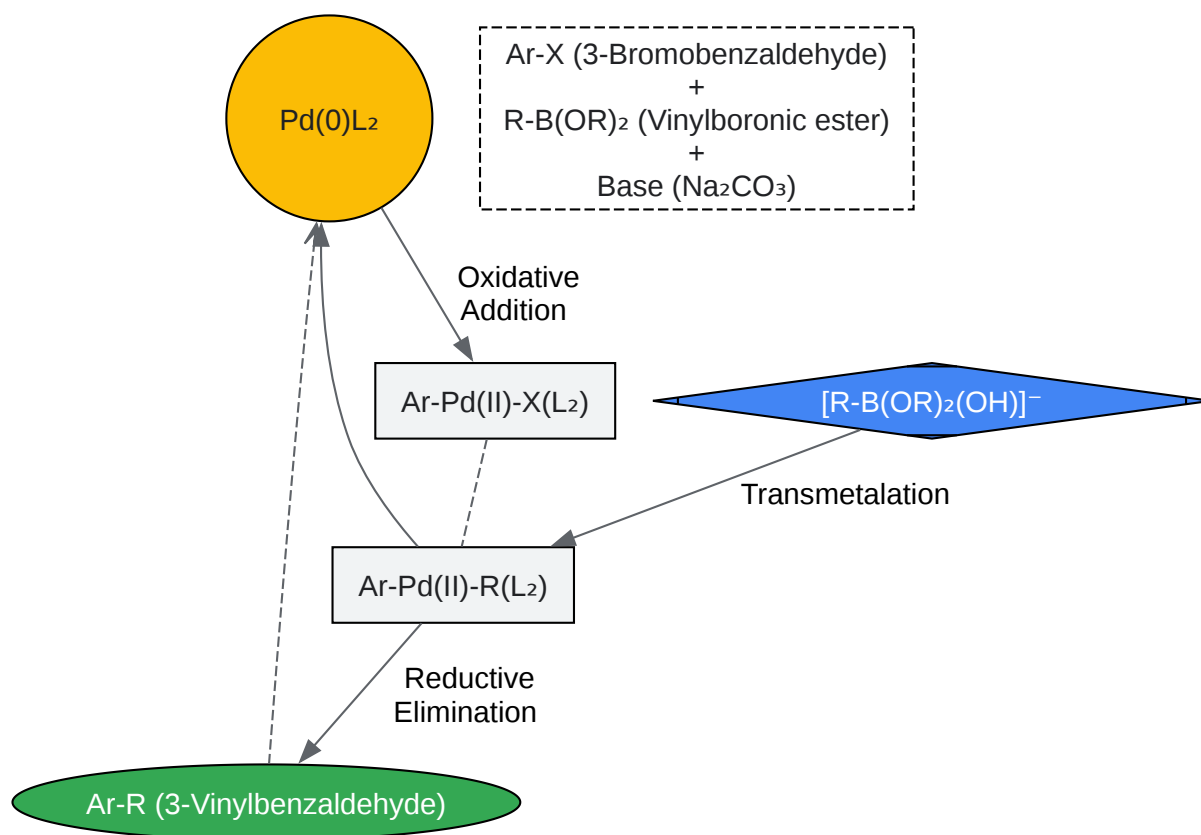 Pd(0)L₂
Ar-X (3-Bromobenzaldehyde)
+
R-B(OR)₂ (Vinylboronic ester)
+
Base (Na₂CO₃)
Oxidative
Addition
Ar-Pd(II)-X(L₂)
[R-B(OR)₂(OH)]⁻
Transmetalation
Ar-Pd(II)-R(L₂)
Reductive
Elimination
Ar-R (3-Vinylbenzaldehyde)